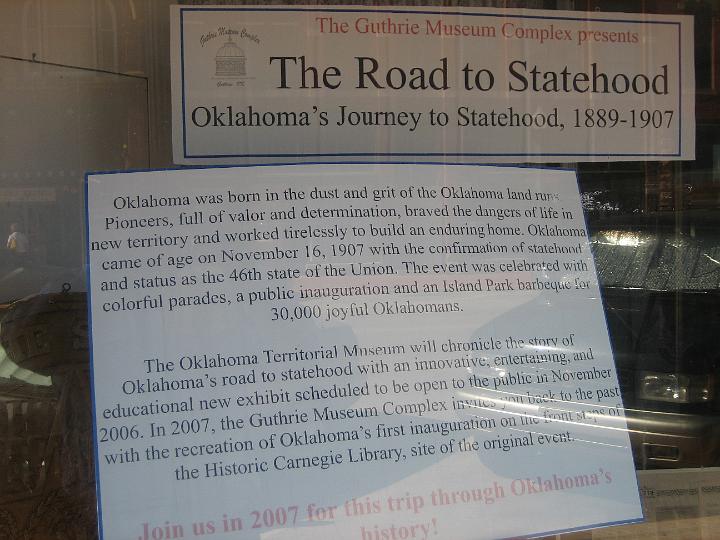 The Guthrie Museum Complex presents
Guthrie Museum Complex
The Road to Statehood
Oklahoma's Journey to Statehood, 1889-1907
Oklahoma was born in the dust and grit of the Oklahoma land runs.
Pioneers, full of valor and determination, braved the dangers of life in
new territory and worked tirelessly to build an enduring home. Oklahoma
came of age on November 16, 1907 with the confirmation of statehood
and status as the 46th state of the Union. The event was celebrated with
colorful parades, a public inauguration and an Island Park barbeque for
30,000 joyful Oklahomans.
The Oklahoma Territorial Museum will chronicle the story of
Oklahoma's road to statehood with an innovative, entertaining, and
educational new exhibit scheduled to be open to the public in November
2006. In 2007, the Guthrie Museum Complex invites you back to the past
with the recreation of Oklahoma's first inauguration on the front steps of
the Historic Carnegie Library, site of the original event.
Join us in 2007 for this trip through Oklahoma's
history!